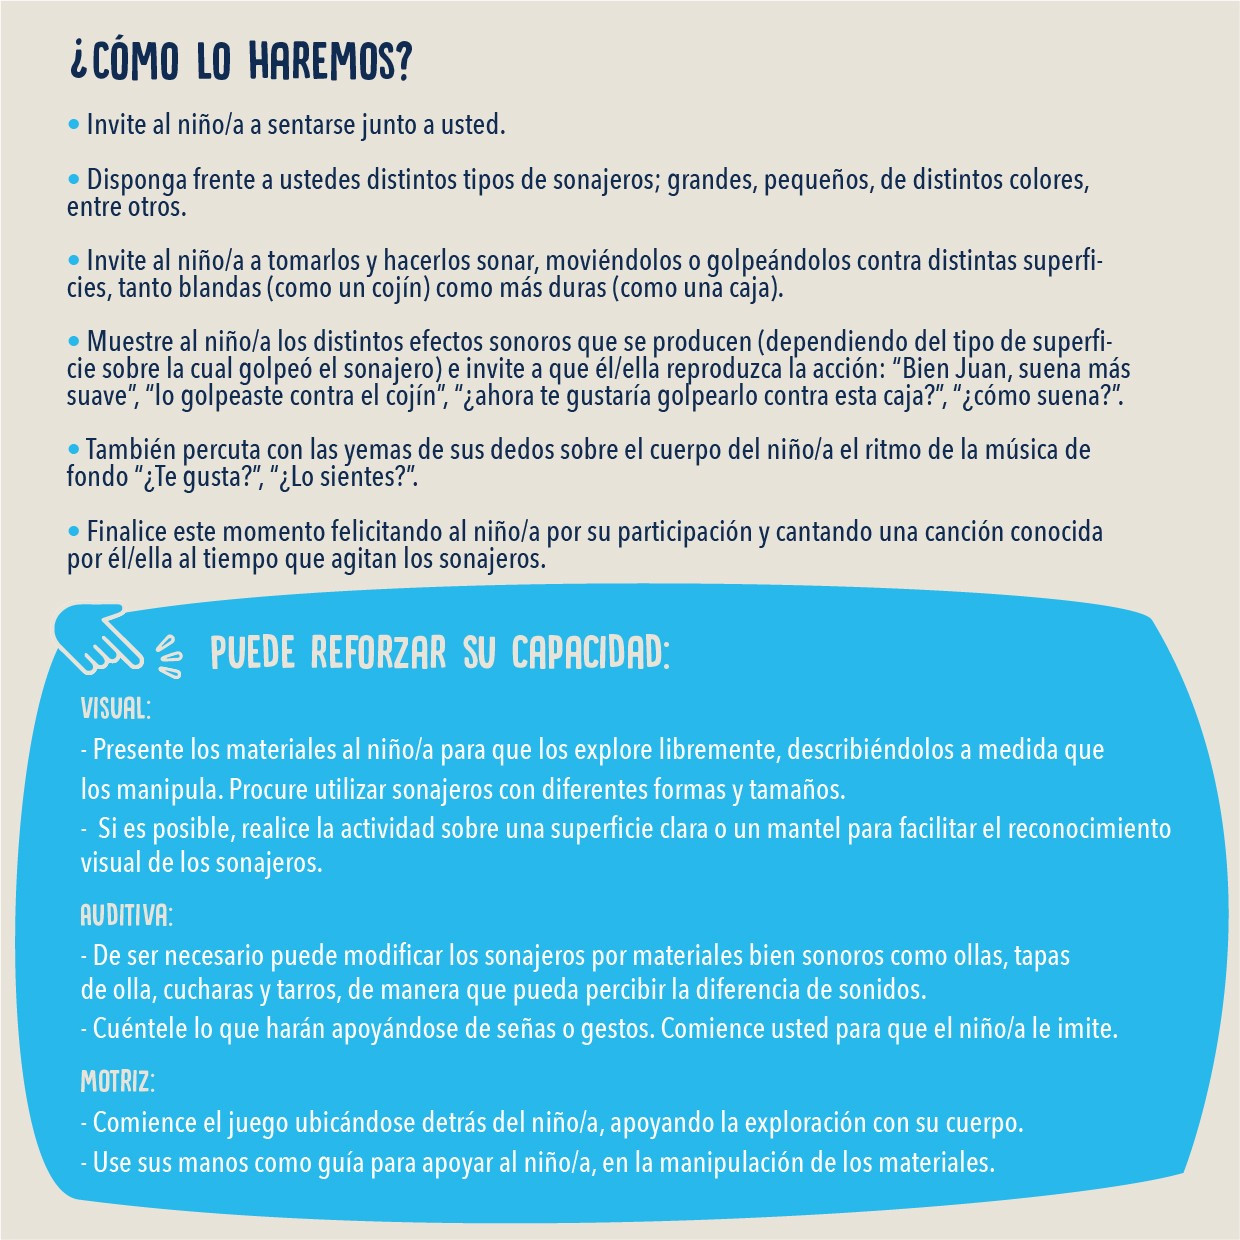 ¿CÓMO LO HAREMOS?
• Invite al niño/a a sentarse junto a usted.
• Disponga frente a ustedes distintos tipos de sonajeros; grandes, pequeños, de distintos colores,
entre otros.
• Invite al niño/a a tomarlos y hacerlos sonar, moviéndolos o golpeándolos contra distintas superfi-
cies, tanto blandas (como un cojín) como más duras (como una caja).
• Muestre al niño/a los distintos efectos sonoros que se producen (dependiendo del tipo de superfi-
cie sobre la cual golpeó el sonajero) e invite a que él/ella reproduzca la acción: “Bien Juan, suena más
suave”, “lo golpeaste contra el cojín”, “¿ahora te gustaría golpearlo contra esta caja?”, “¿cómo suena?”.
• También percuta con las yemas de sus dedos sobre el cuerpo del niño/a el ritmo de la música de
fondo “¿Te gusta?”, “¿Lo sientes?”.
• Finalice este momento felicitando al niño/a por su participación y cantando una canción conocida
por él/ella al tiempo que agitan los sonajeros.
PUEDE REFORZAR SU CAPACIDAD:
VISUAL:
- Presente los materiales al niño/a para que los explore libremente, describiéndolos a medida que
los manipula. Procure utilizar sonajeros con diferentes formas y tamaños.
- Si es posible, realice la actividad sobre una superficie clara o un mantel para facilitar el reconocimiento
visual de los sonajeros.
AUDITIVA:
- De ser necesario puede modificar los sonajeros por materiales bien sonoros como ollas, tapas
de olla, cucharas y tarros, de manera que pueda percibir la diferencia de sonidos.
- Cuéntele lo que harán apoyándose de señas o gestos. Comience usted para que el niño/a le imite.
MOTRIZ:
- Comience el juego ubicándose detrás del niño/a, apoyando la exploración con su cuerpo.
- Use sus manos como guía para apoyar al niño/a, en la manipulación de los materiales.